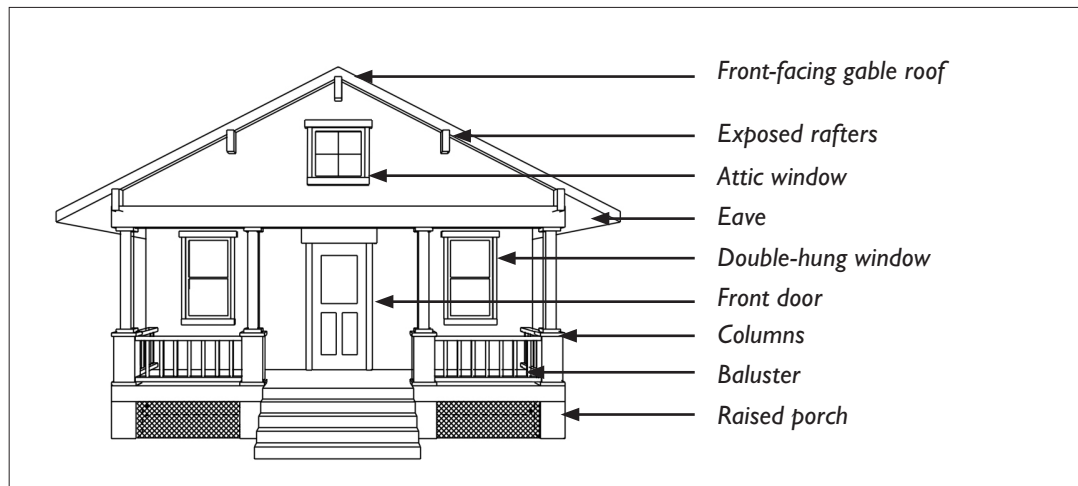 Front-facing gable roof
Exposed rafters
Attic window
Eave
Double-hung window
Front door
Columns
Baluster
Raised porch